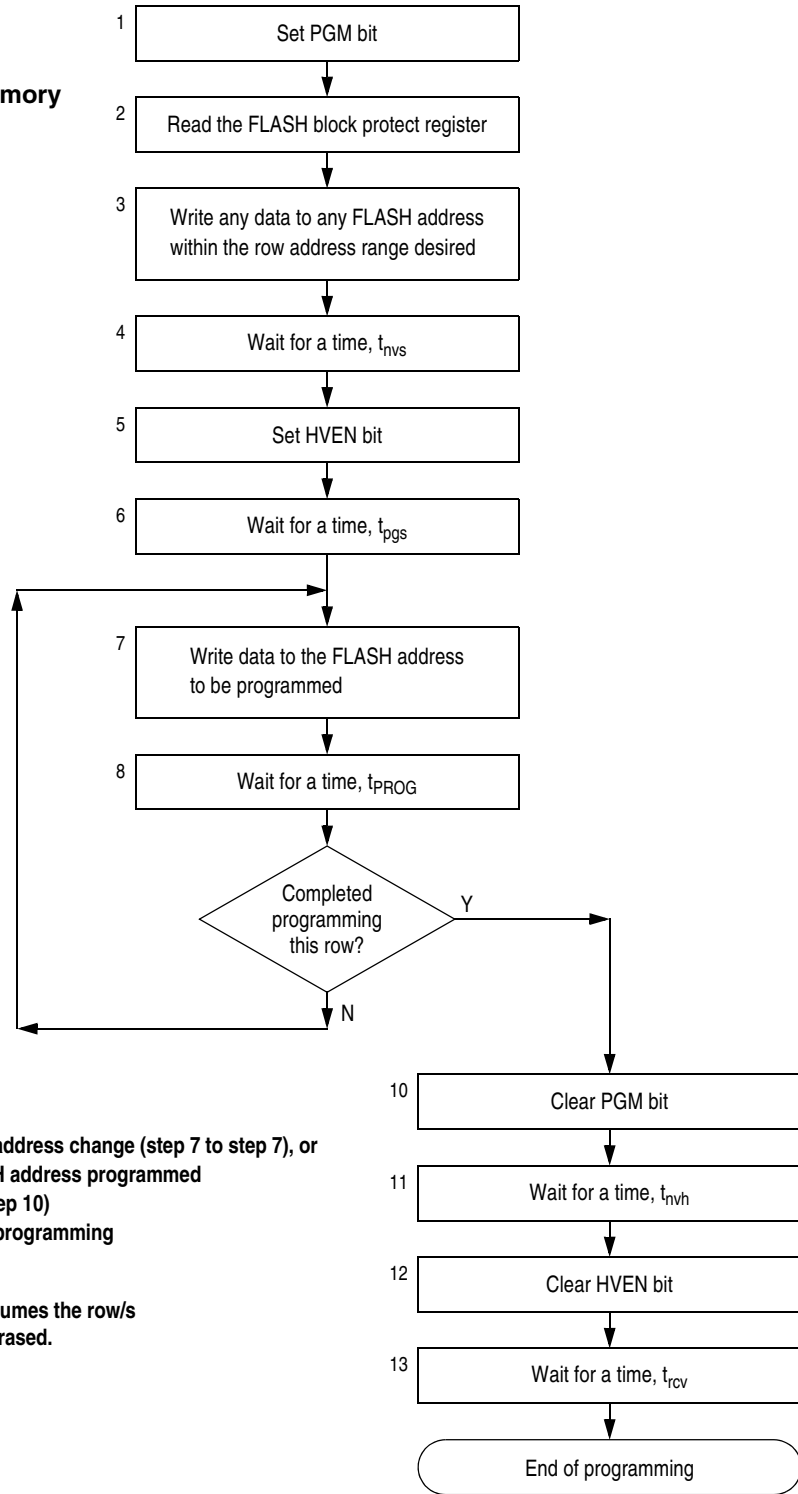 1
Set PGM bit
mory
2
Read the FLASH block protect register
3
Write any data to any FLASH address
within the row address range desired
4
Wait for a time, tnvs
5
Set HVEN bit
6
Wait for a time, tpgs
7
Write data to the FLASH address
to be programmed
8
Wait for a time, tPROG
Completed
programming
this row?
Y
N
10
Clear PGM bit
address change (step 7 to step 7), or
H address programmed
ep 10)
programming
11
Wait for a time, tnvh
12
Clear HVEN bit
umes the row/s
rased.
13
Wait for a time, trcv
End of programming